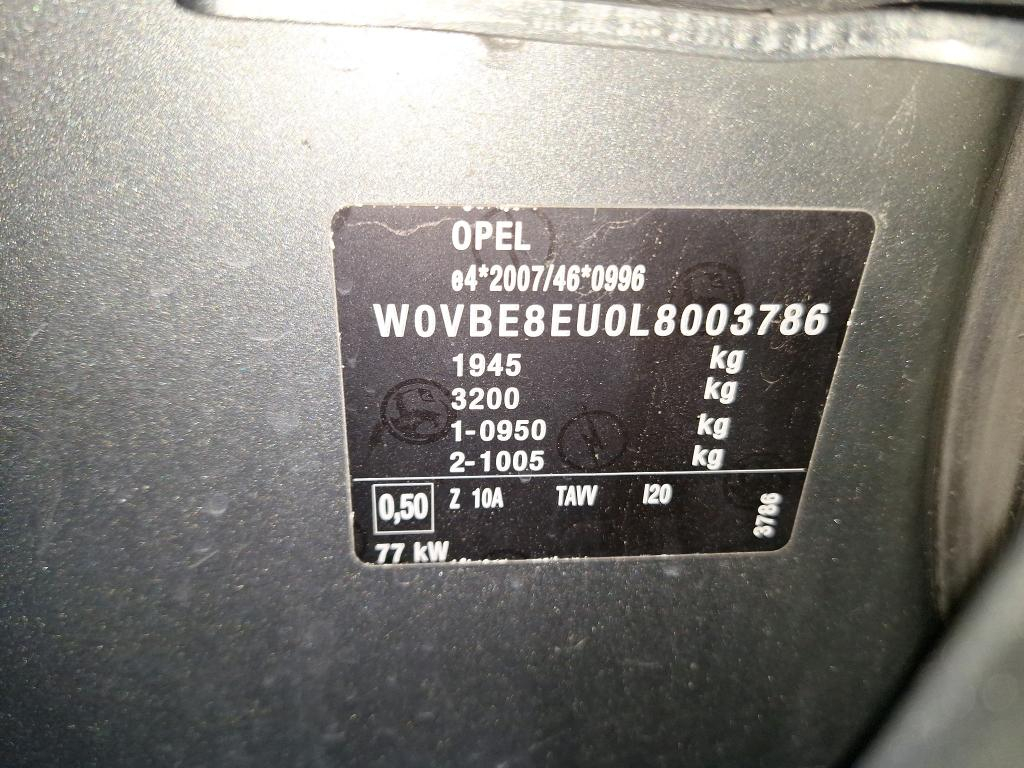 OPEL
e4*2007/46*0996
W0VBE8EU0L8003786
1945 kg
3200 kg
1-0950 kg
2-1005 kg
0,50 Z 10A TAVV I20
3786
77 kW